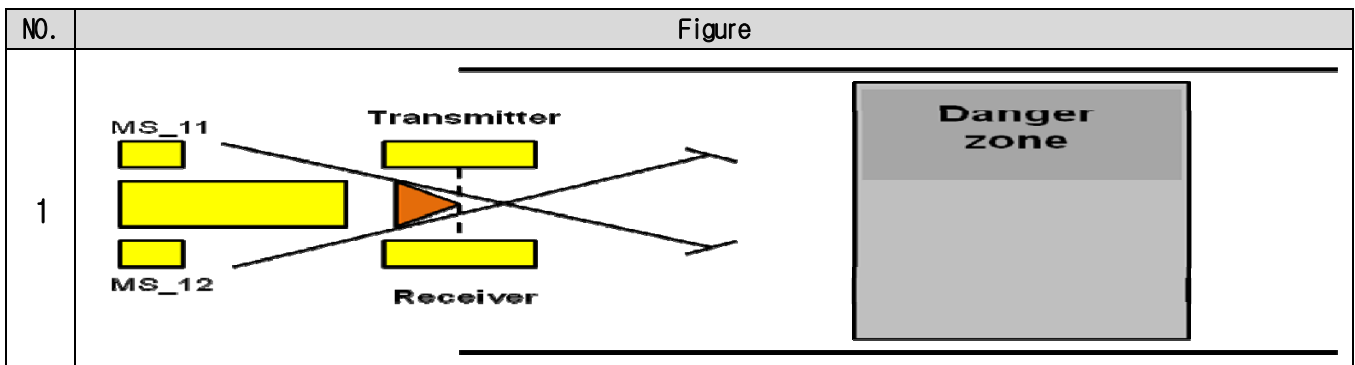 NO. Figure
1
MS_11
Transmitter
Danger
zone
MS_12
Receiver